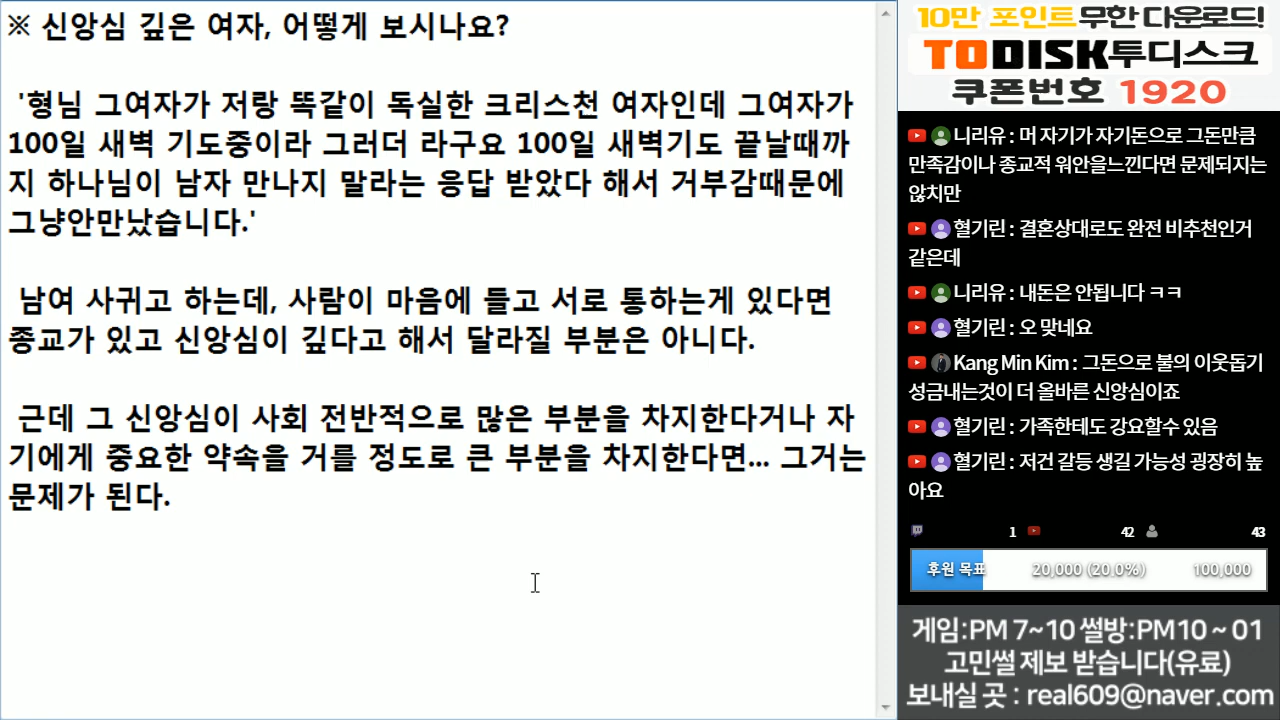 ※ 신앙심 깊은 여자, 어떻게 보시나요?
'형님 그여자가 저랑 똑같이 독실한 크리스천 여자인데 그여자가
100일 새벽 기도중이라 그러더 라구요 100일 새벽기도 끝날때까
지 하나님이 남자 만나지 말라는 응답 받았다 해서 거부감때문에
그냥안만났습니다.'
남여 사귀고 하는데, 사람이 마음에 들고 서로 통하는게 있다면
종교가 있고 신앙심이 깊다고 해서 달라질 부분은 아니다.
근데 그 신앙심이 사회 전반적으로 많은 부분을 차지한다거나 자
기에게 중요한 약속을 거를 정도로 큰 부분을 차지한다면... 그거는
문제가 된다.
10만 포인트무한 다운로드!
TODISK투디스크
쿠폰번호 1920
니리유 : 머 자기가 자기돈으로 그돈만큼
만족감이나 종교적 워안을느낀다면 문제되지는
않치만
혈기린 : 결혼상대로도 완전 비추천인거
같은데
니리유 : 내돈은 안됩니다 ㅋㅋ
혈기린 : 오 맞네요
Kang Min Kim : 그돈으로 불의 이웃돕기
성금내는것이 더 올바른 신앙심이죠
혈기린 : 가족한테도 강요할수 있음
혈기린 : 저건 갈등 생길 가능성 굉장히 높
아요
1 42 43
후원 목표 20,000 (20.0%) 100,000
게임:PM 7~10 썰방:PM10 ~ 01
고민썰 제보 받습니다(유료)
보내실 곳 : real609@naver.com